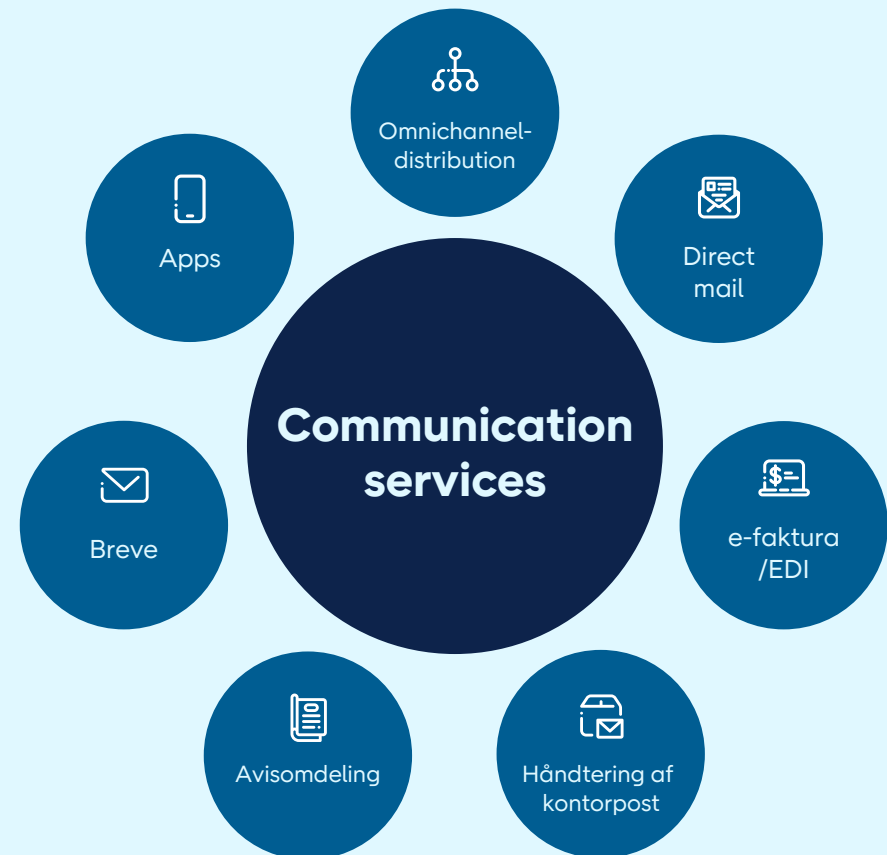 Omnichannel-
distribution
Apps
Direct
mail
Communication
services
Breve
e-faktura
/EDI
Avisomdeling
Håndtering af
kontorpost